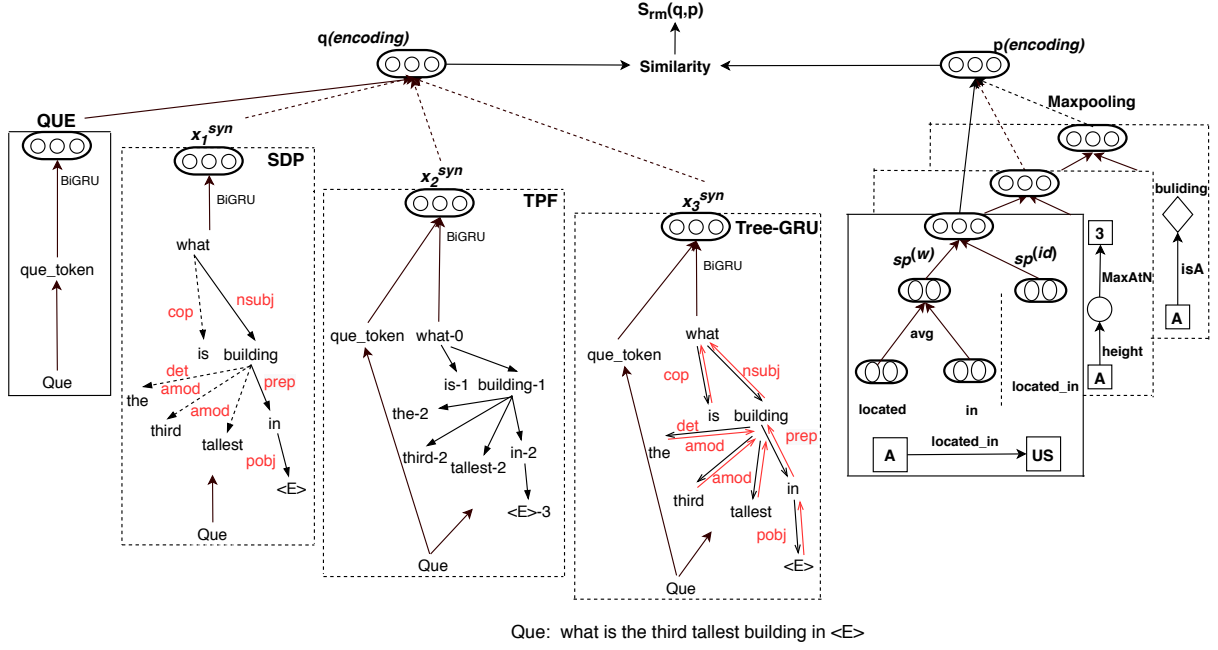 S_rm(q,p)
q(encoding)
Similarity
p(encoding)
QUE
BiGRU
que_token
Que
x_1^syn
SDP
BiGRU
what
cop
nsubj
is
building
det
amod
amod
prep
the
third
tallest
in
pobj
<E>
Que
x_2^syn
TPF
BiGRU
que_token
what-0
is-1
building-1
the-2
third-2
tallest-2
in-2
<E>-3
Que
x_3^syn
Tree-GRU
BiGRU
que_token
what
cop
nsubj
is
building
det
amod
amod
prep
the
third
tallest
in
pobj
<E>
Que
Maxpooling
sp^(w)
sp^(id)
avg
located
in
located_in
A
located_in
US
3
MaxAtN
height
A
buliding
isA
A
Que: what is the third tallest building in <E>